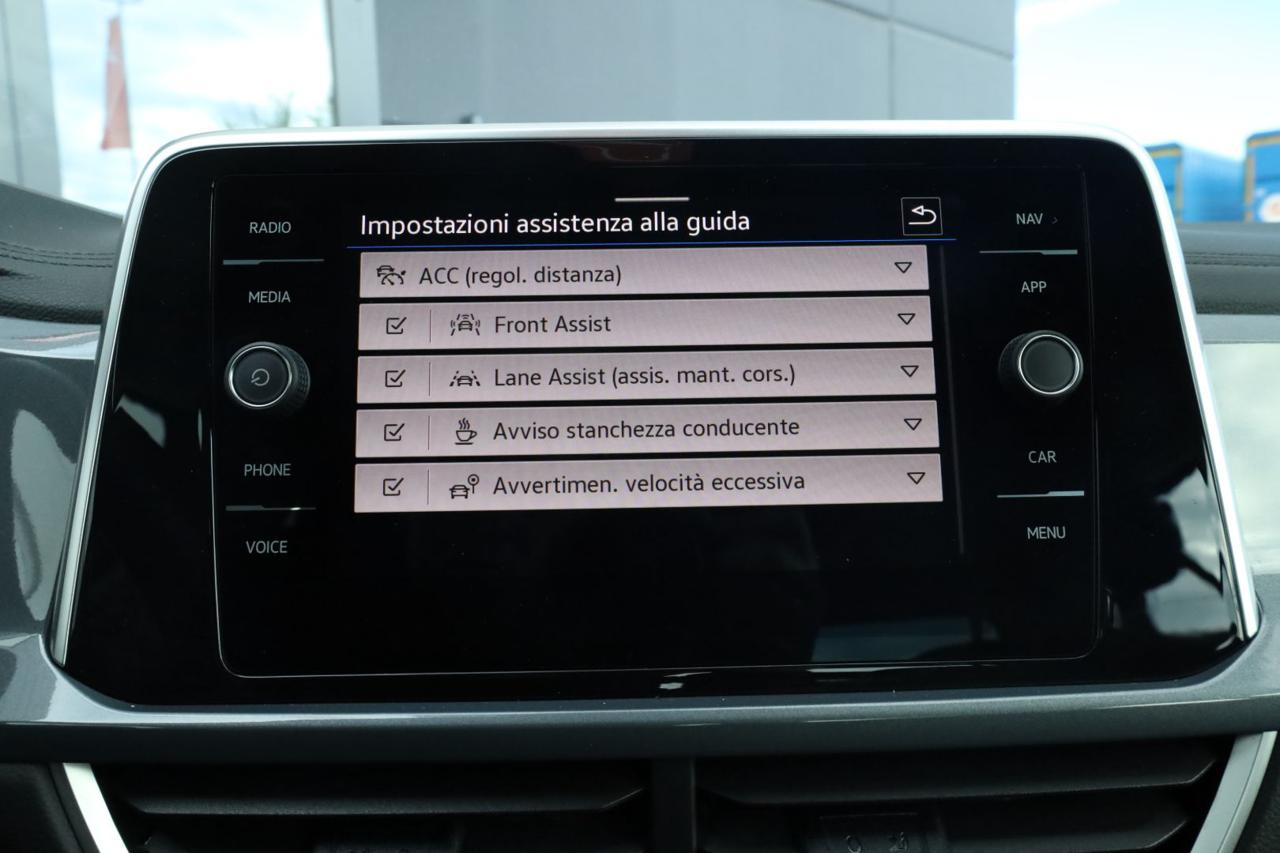 RADIO
MEDIA
PHONE
VOICE
Impostazioni assistenza alla guida
ACC (regol. distanza)
Front Assist
Lane Assist (assis. mant. cors.)
Avviso stanchezza conducente
Avvertimen. velocità eccessiva
NAV
APP
CAR
MENU